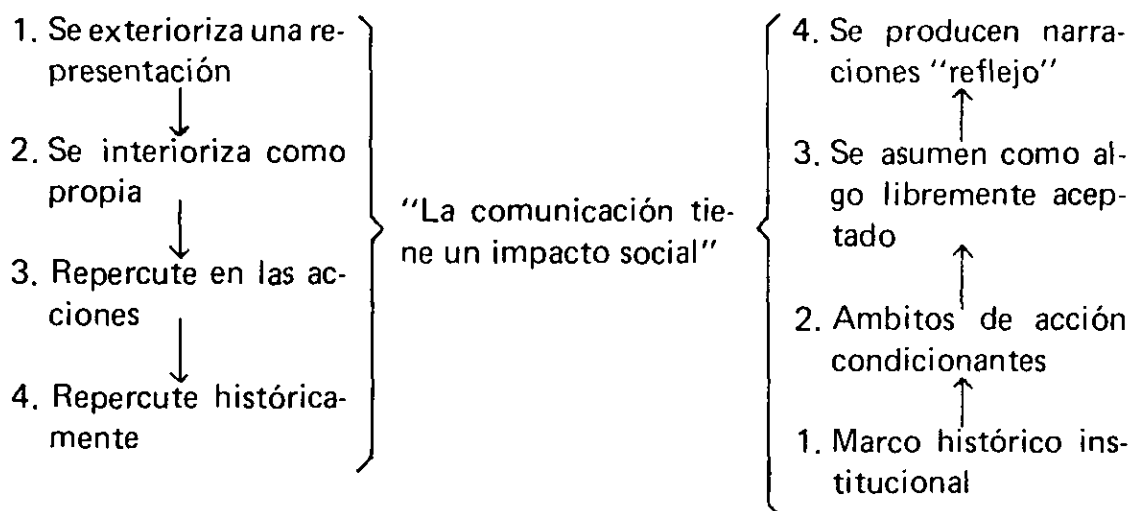 1. Se exterioriza una re-
presentación
2. Se interioriza como
propia
3. Repercute en las ac-
ciones
4. Repercute histórica-
mente
"La comunicación tie-
ne un impacto social"
4. Se producen narra-
ciones "reflejo"
3. Se asumen como al-
go libremente acep-
tado
2. Ambitos de acción
condicionantes
1. Marco histórico ins-
titucional